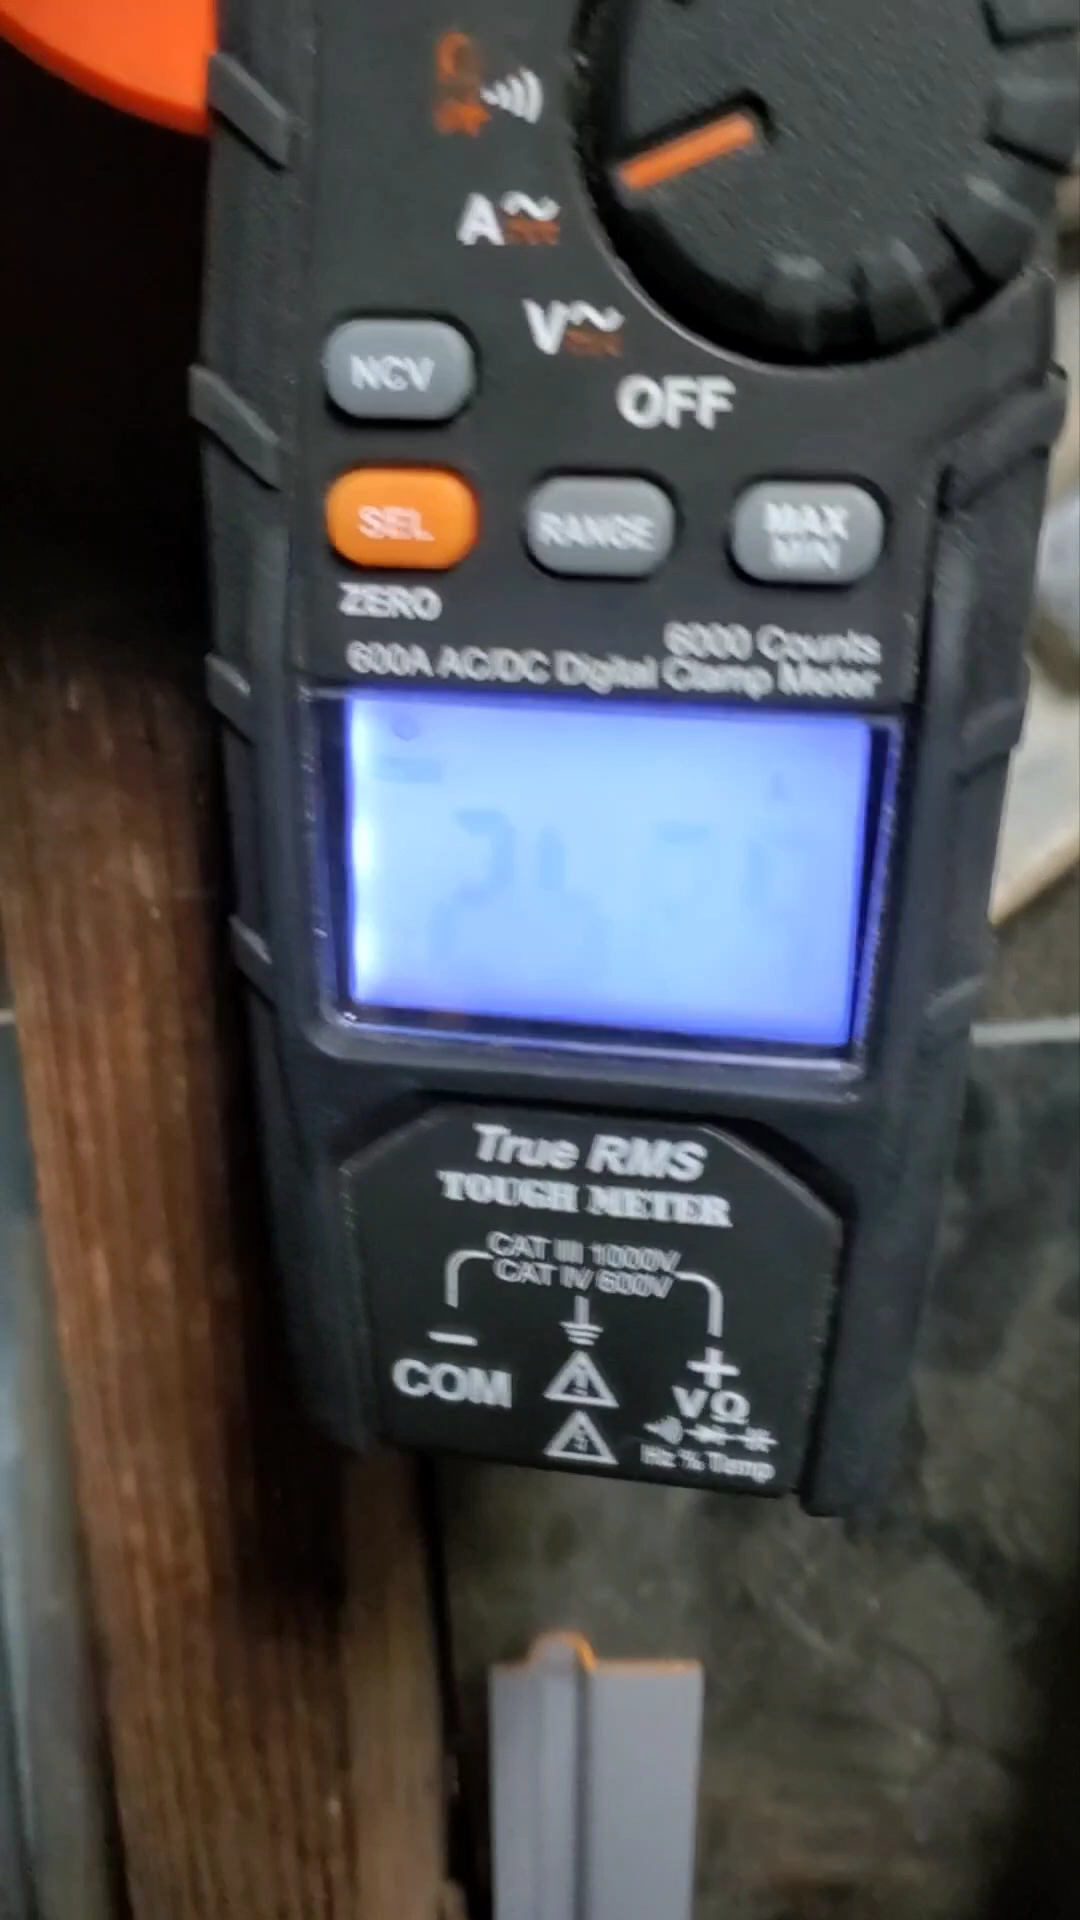 A
V
NCV
OFF
SEL
RANGE
MAX
MIN
ZERO
6000 Counts
600A AC/DC Digital Clamp Meter
True RMS
TOUGH METER
CAT III 1000V
CAT IV 600V
− +
COM
VΩ
Hz % Temp